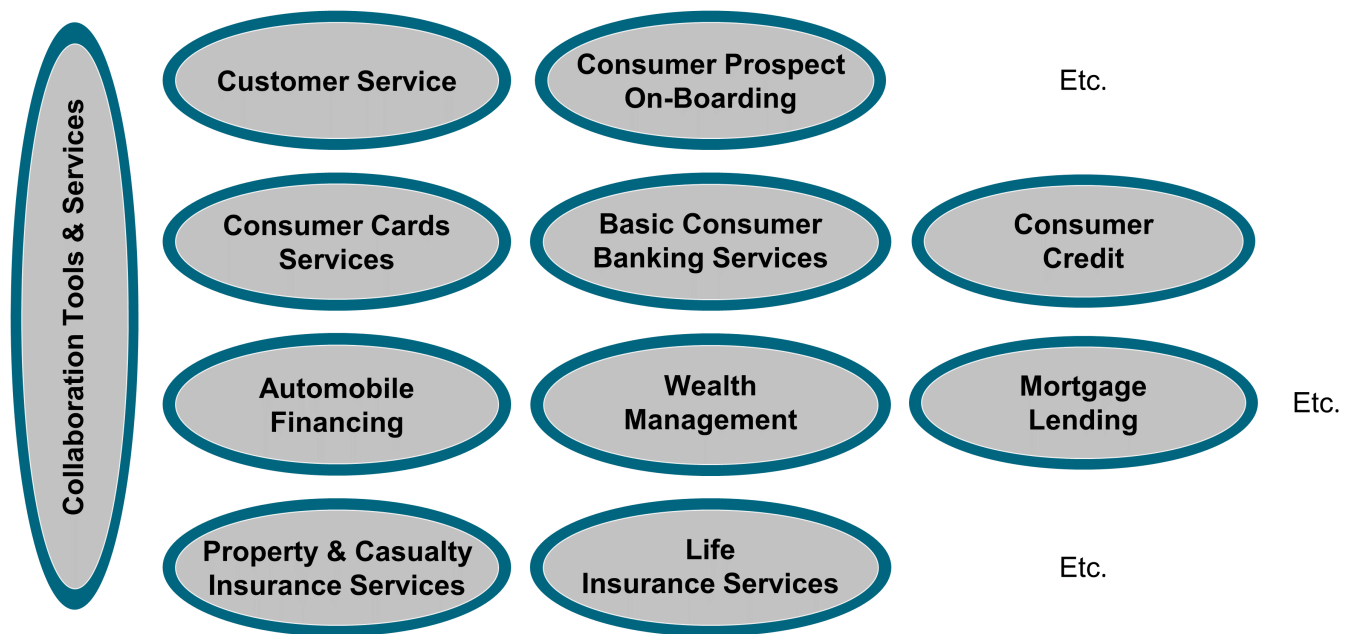 Collaboration Tools & Services
Customer Service
Consumer Prospect
On-Boarding
Etc.
Consumer Cards
Services
Basic Consumer
Banking Services
Consumer
Credit
Automobile
Financing
Wealth
Management
Mortgage
Lending
Etc.
Property & Casualty
Insurance Services
Life
Insurance Services
Etc.